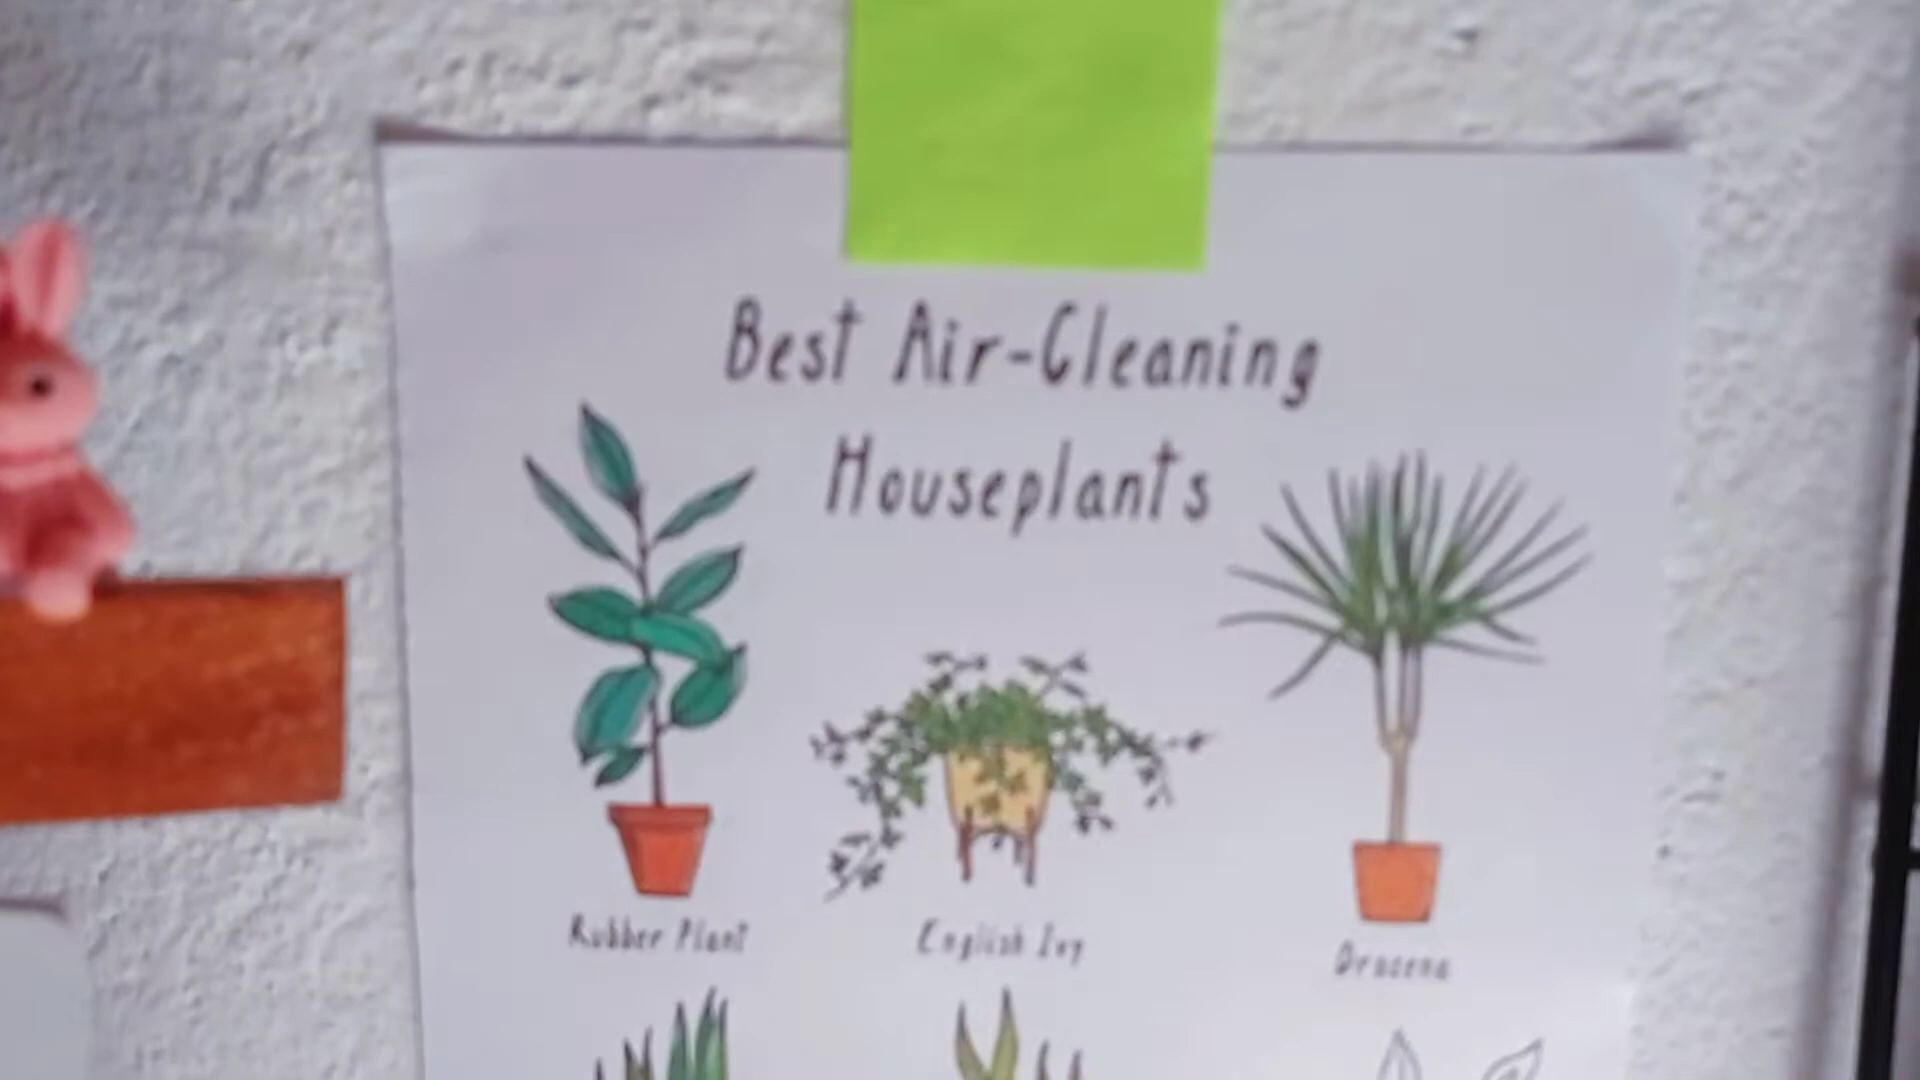 Best Air-Cleaning
Houseplants
Rubber Plant
English Ivy
Dracena